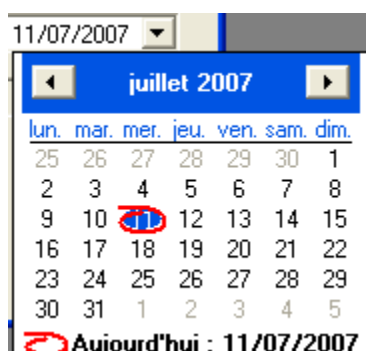 11/07/2007
juillet 2007
lun. mar. mer. jeu. ven. sam. dim.
25 26 27 28 29 30 1
2 3 4 5 6 7 8
9 10 11 12 13 14 15
16 17 18 19 20 21 22
23 24 25 26 27 28 29
30 31 1 2 3 4 5
Aujourd'hui : 11/07/2007